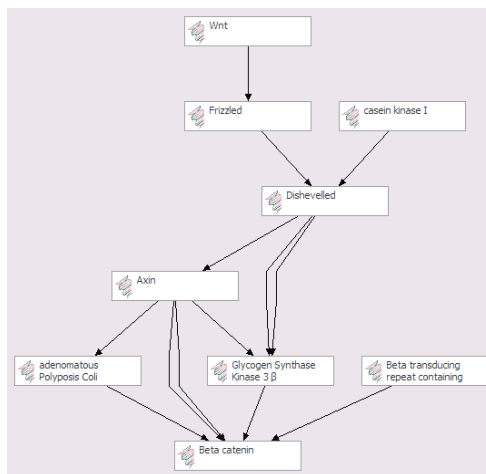 Wnt
Frizzled
casein kinase I
Dishevelled
Axin
adenomatous
Polyposis Coli
Glycogen Synthase
Kinase 3 β
Beta transducing
repeat containing
Beta catenin